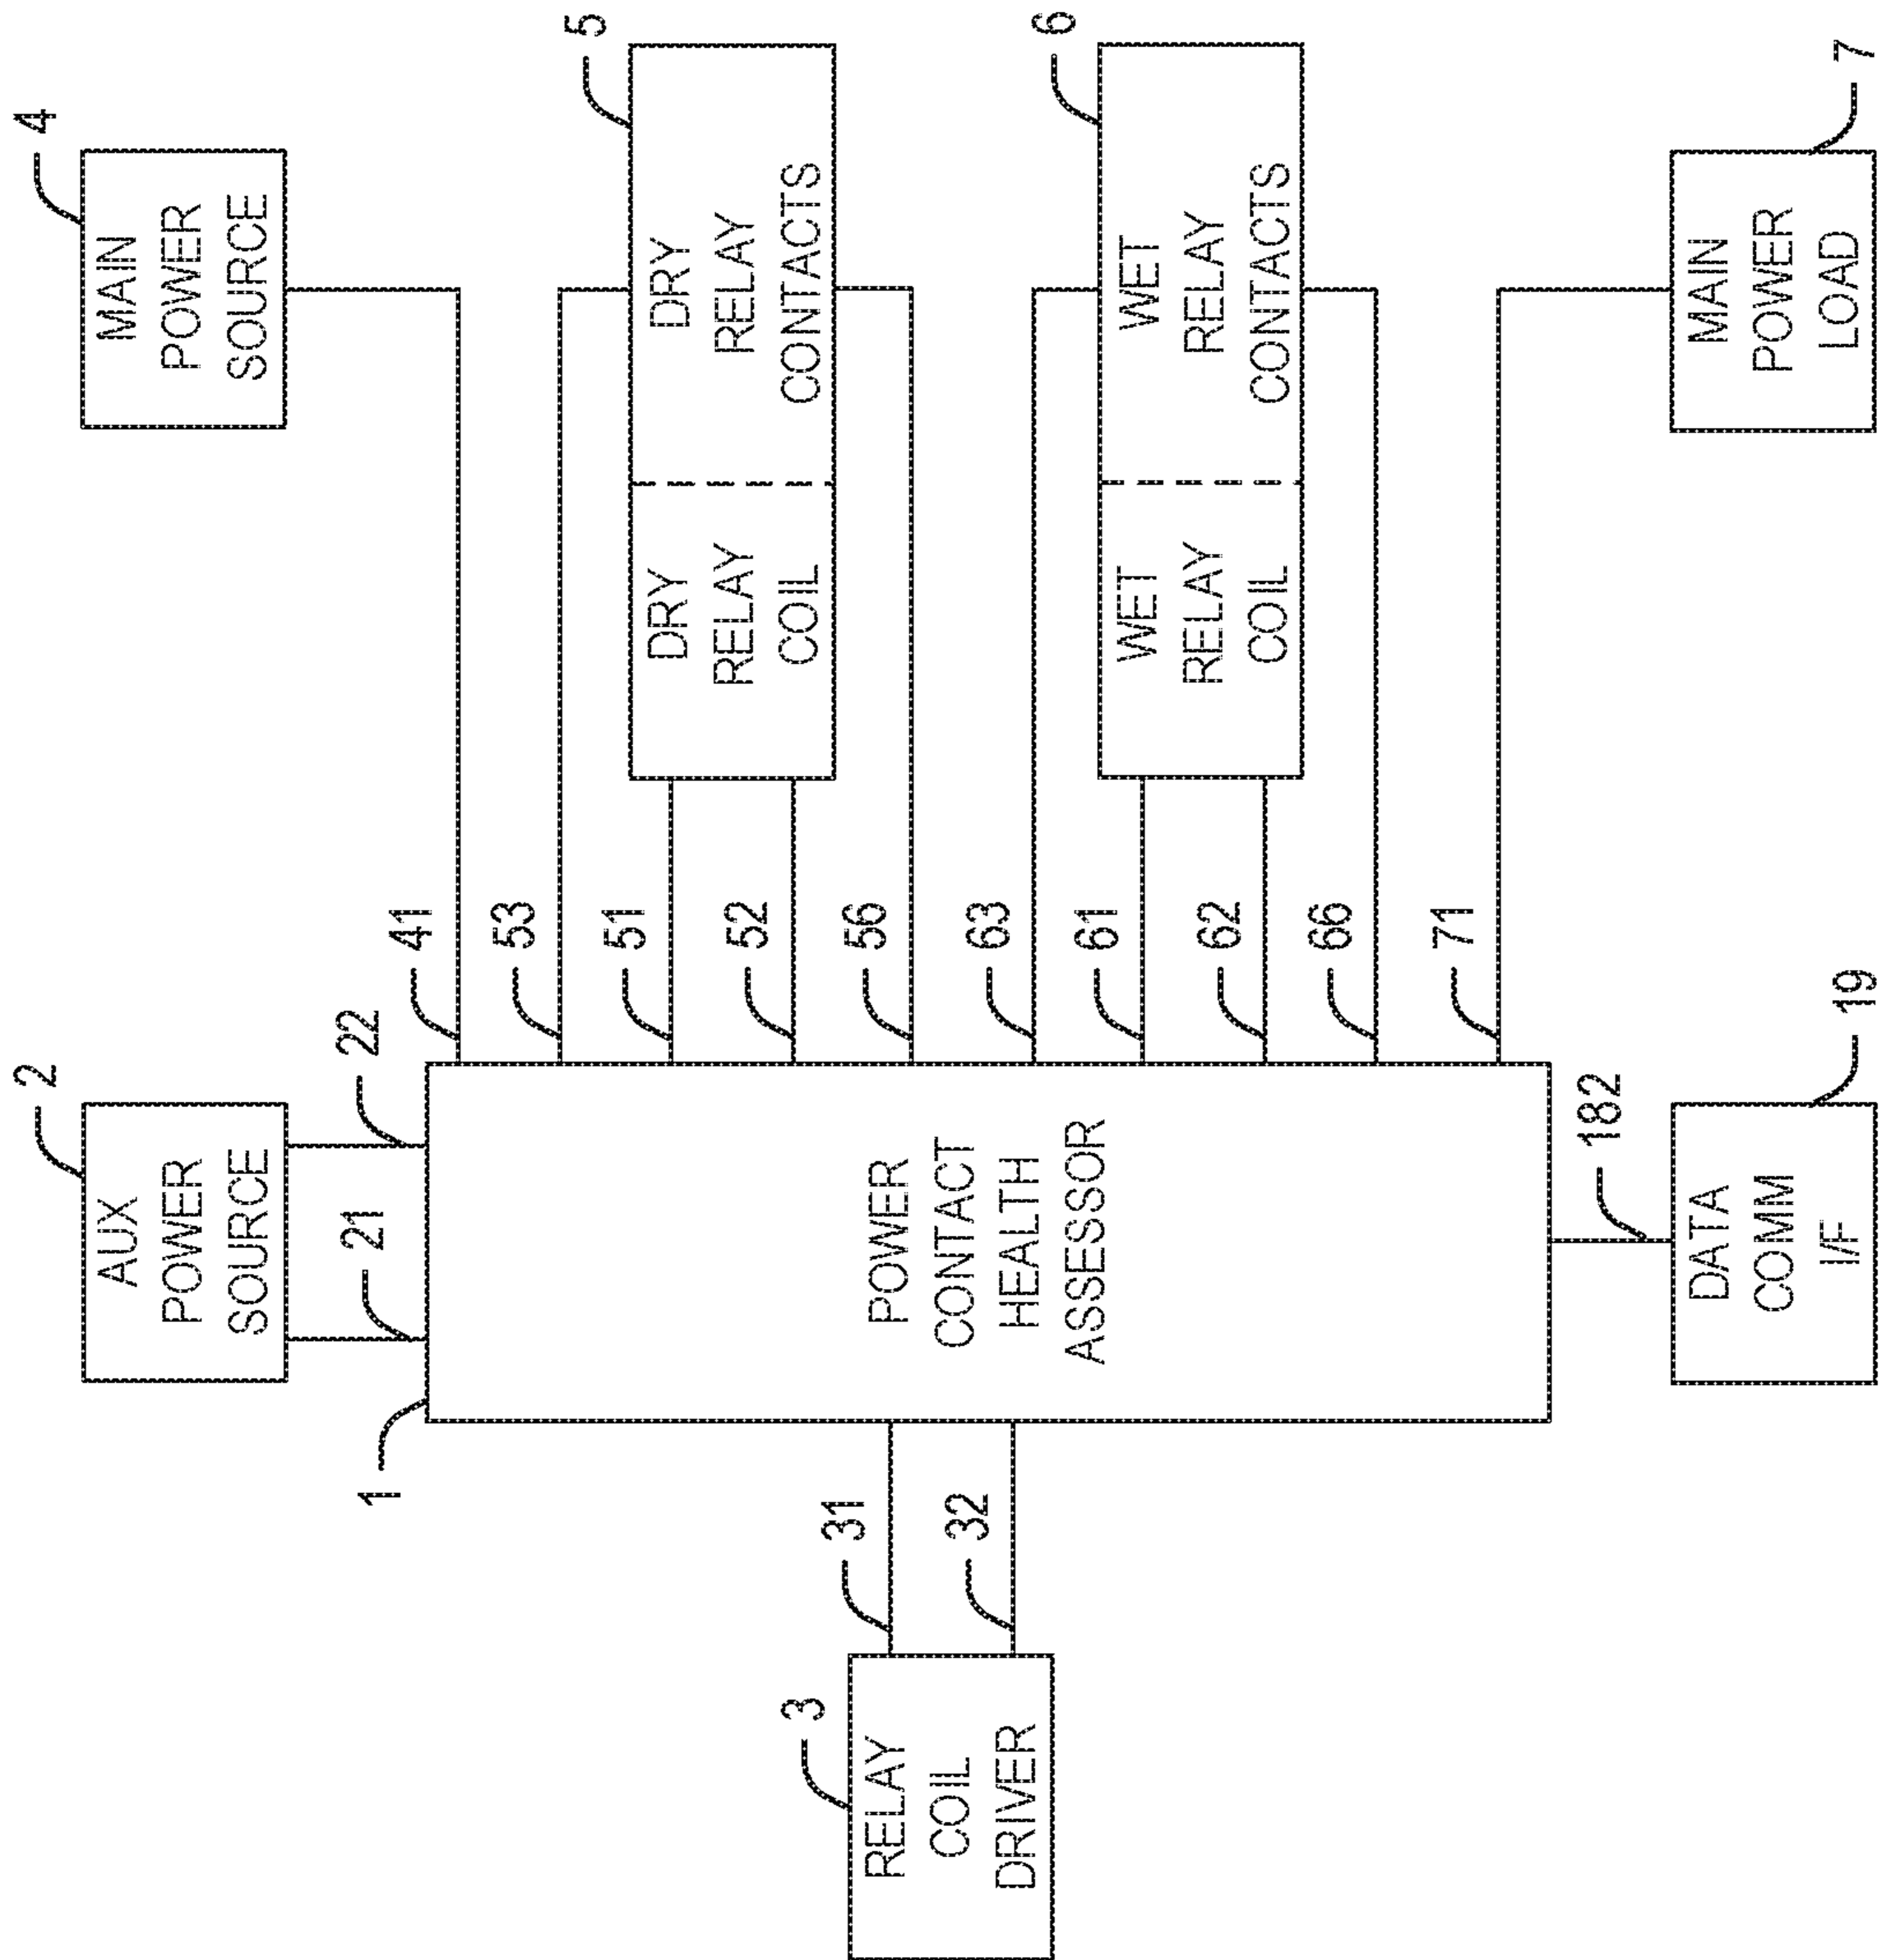 4
MAIN
POWER
SOURCE
5
DRY
RELAY
CONTACTS
DRY
RELAY
COIL
6
WET
RELAY
CONTACTS
WET
RELAY
COIL
7
MAIN
POWER
LOAD
41
53
51
52
56
63
61
62
66
71
2
AUX
POWER
SOURCE
22
21
1
POWER
CONTACT
HEALTH
ASSESSOR
182
19
DATA
COMM
I/F
31
32
3
RELAY
COIL
DRIVER